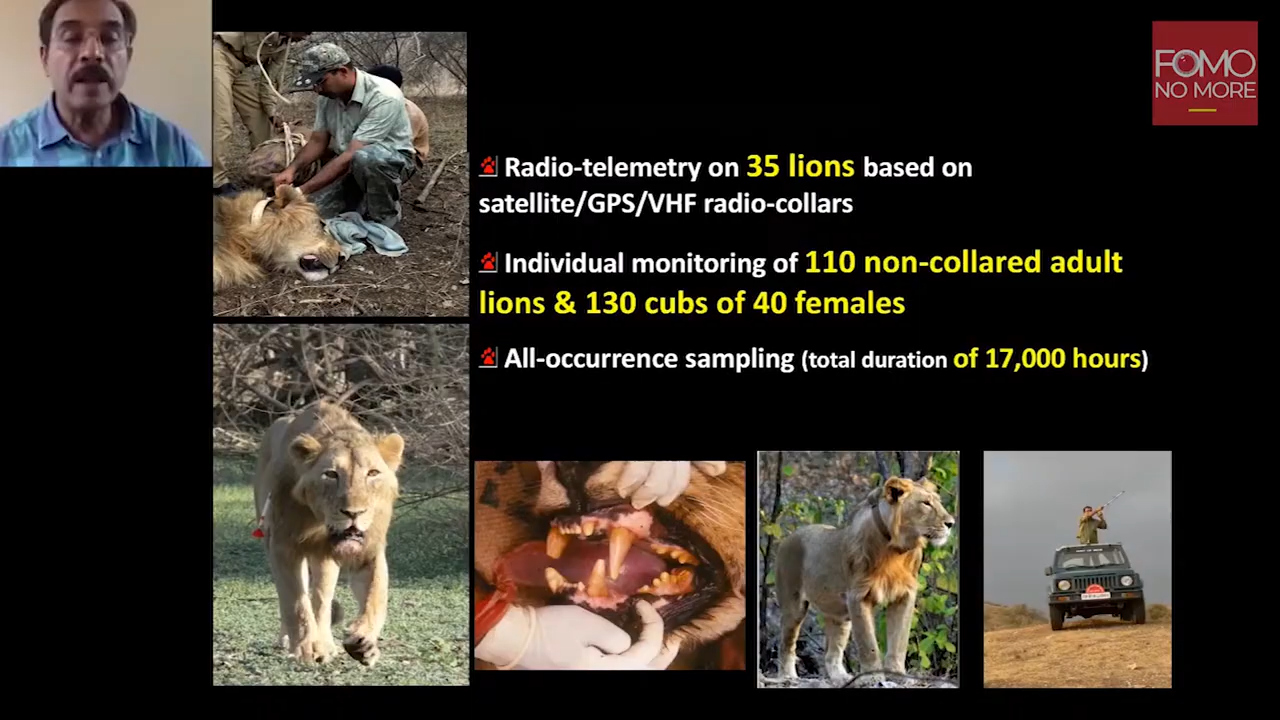 FOMO
NO MORE
Radio-telemetry on 35 lions based on
satellite/GPS/VHF radio-collars
Individual monitoring of 110 non-collared adult
lions & 130 cubs of 40 females
All-occurrence sampling (total duration of 17,000 hours)